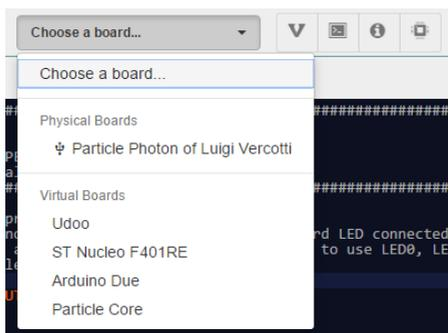 Choose a board...
Choose a board...
Physical Boards
Particle Photon of Luigi Vercotti
Virtual Boards
Udoo
ST Nucleo F401RE
Arduino Due
Particle Core
rd LED connected
to use LED0, LE